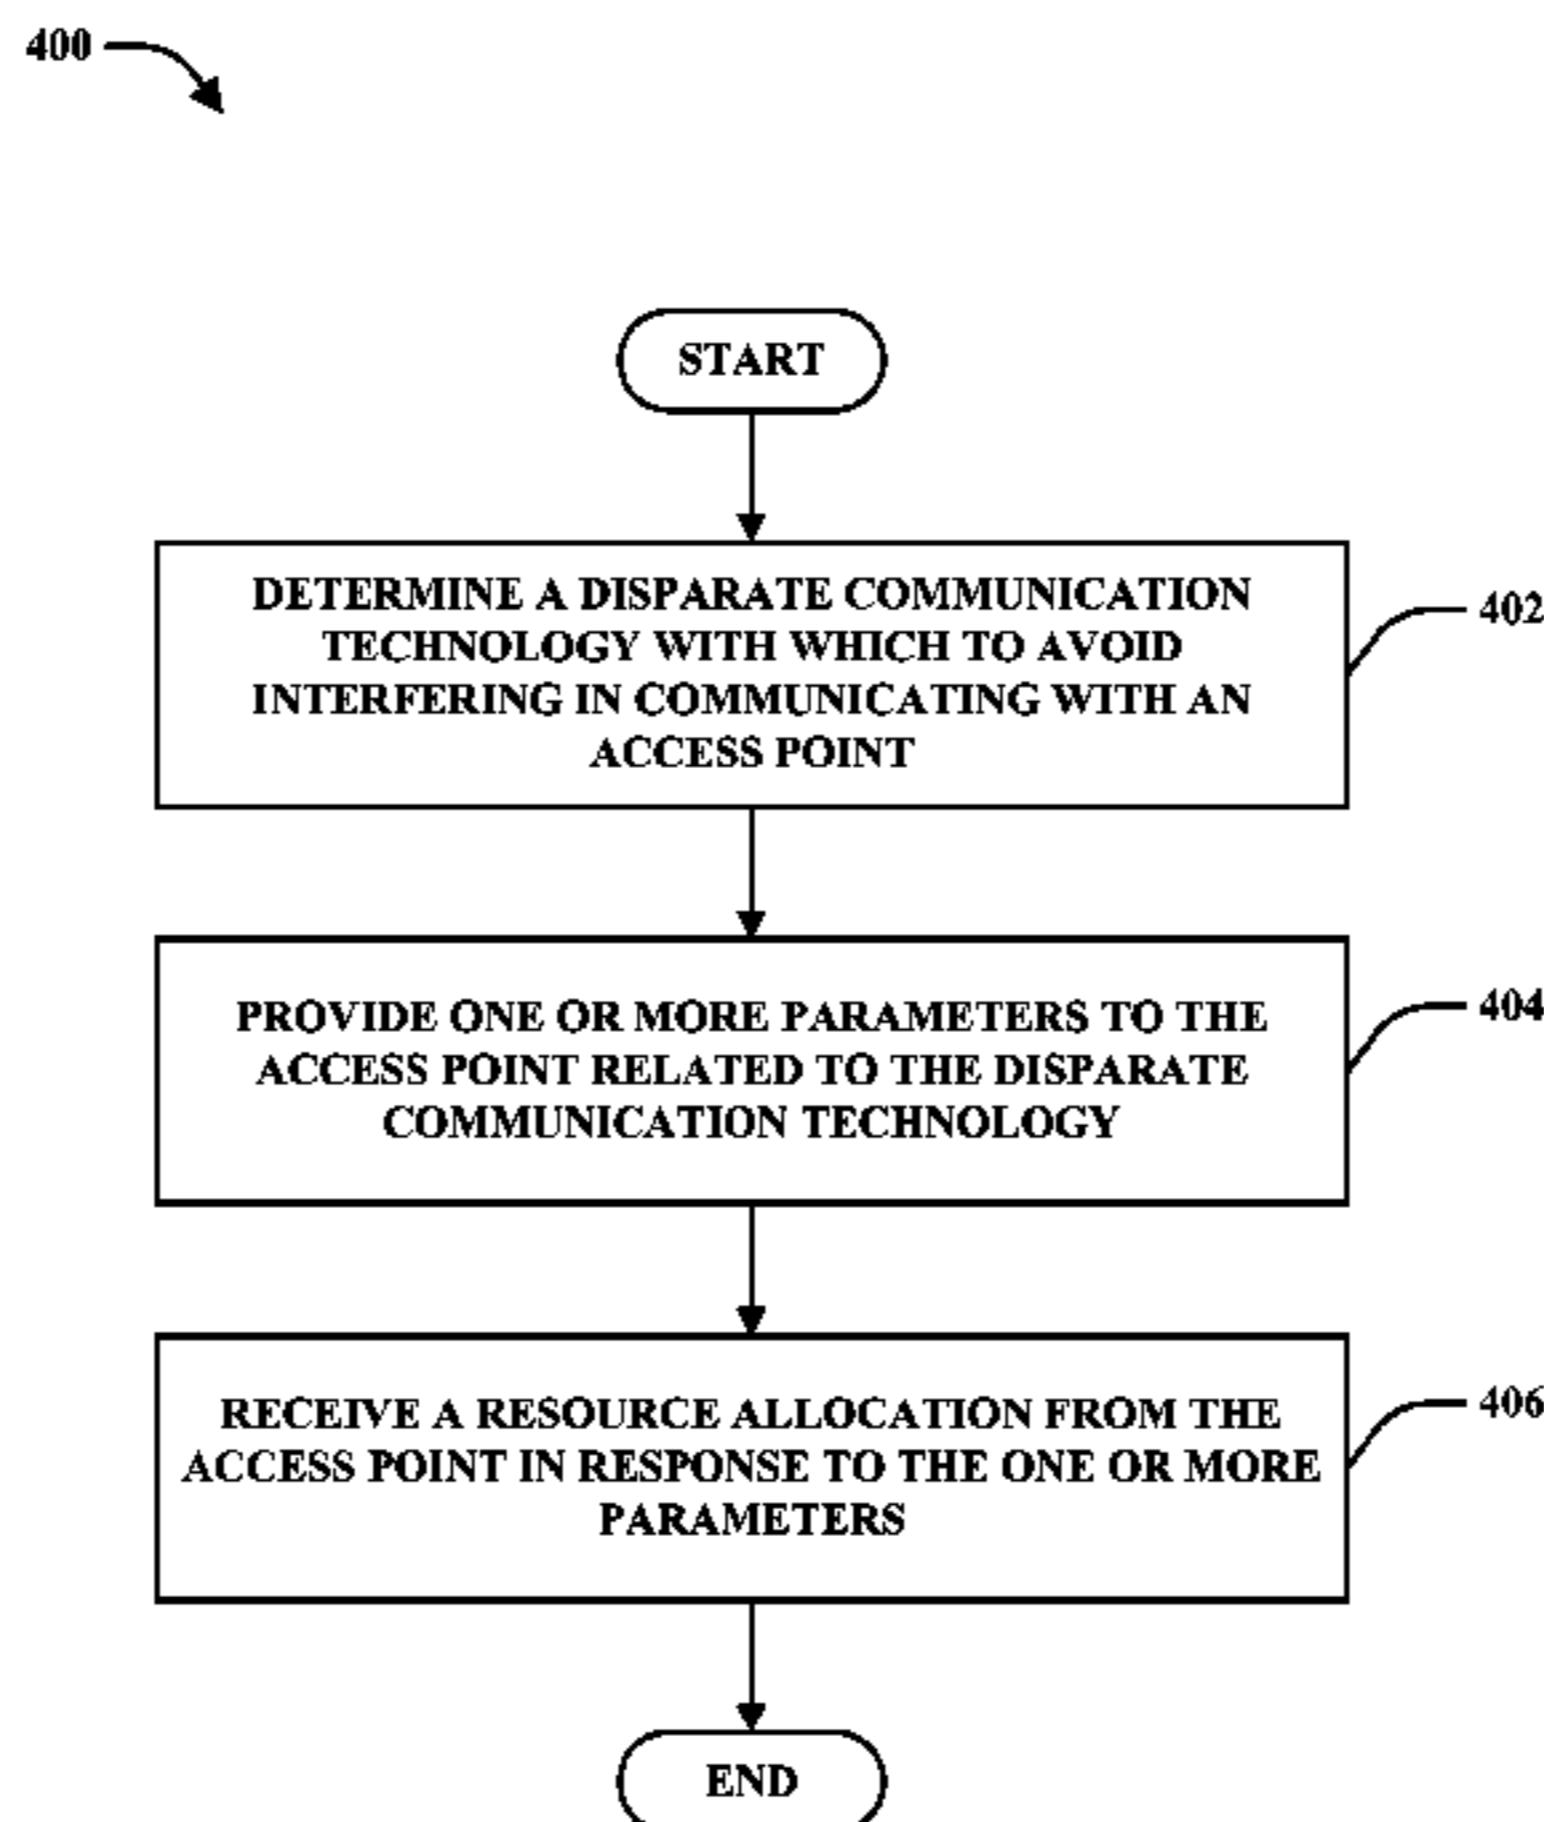 400
START
DETERMINE A DISPARATE COMMUNICATION
TECHNOLOGY WITH WHICH TO AVOID
INTERFERING IN COMMUNICATING WITH AN
ACCESS POINT
402
PROVIDE ONE OR MORE PARAMETERS TO THE
ACCESS POINT RELATED TO THE DISPARATE
COMMUNICATION TECHNOLOGY
404
RECEIVE A RESOURCE ALLOCATION FROM THE
ACCESS POINT IN RESPONSE TO THE ONE OR MORE
PARAMETERS
406
END